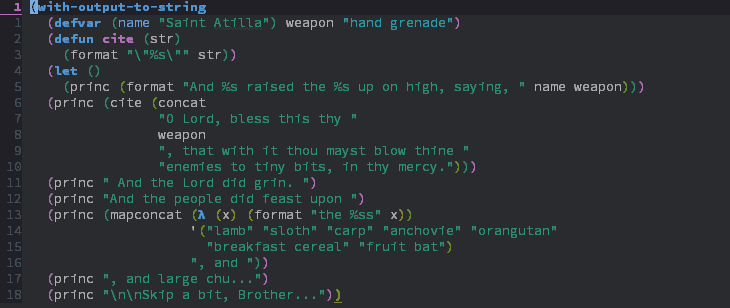 1 (with-output-to-string
1 (defvar (name "Saint Atilla") weapon "hand grenade")
2 (defun cite (str)
3 (format "\"%s\"" str))
4 (let ()
5 (princ (format "And %s raised the %s up on high, saying, " name weapon)))
6 (princ (cite (concat
7 "O Lord, bless this thy "
8 weapon
9 ", that with it thou mayst blow thine "
10 "enemies to tiny bits, in thy mercy.")))
11 (princ " And the Lord did grin. ")
12 (princ "And the people did feast upon ")
13 (princ (mapconcat (λ (x) (format "the %ss" x))
14 '("lamb" "sloth" "carp" "anchovie" "orangutan"
15 "breakfast cereal" "fruit bat")
16 ", and "))
17 (princ ", and large chu...")
18 (princ "\n\nSkip a bit, Brother..."))